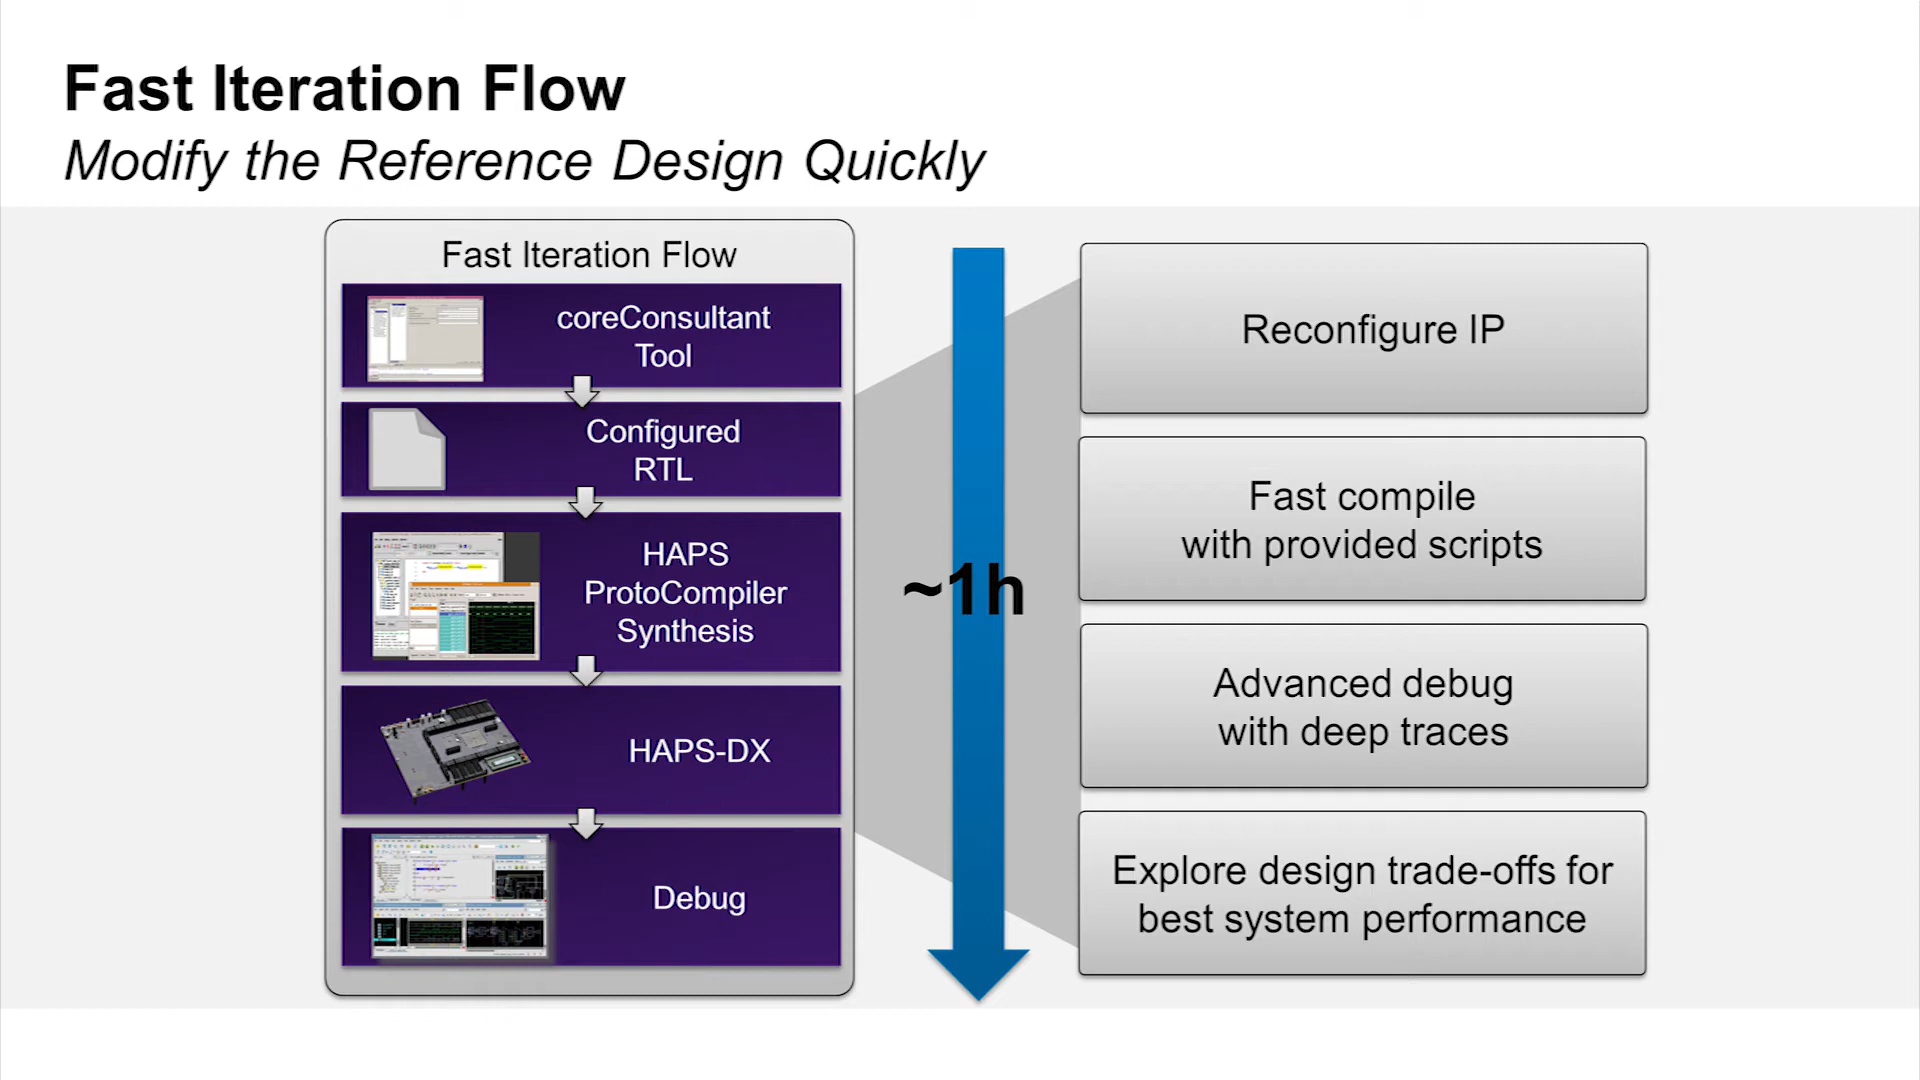 Fast Iteration Flow
Modify the Reference Design Quickly
Fast Iteration Flow
coreConsultant
Tool
Configured
RTL
HAPS
ProtoCompiler
Synthesis
HAPS-DX
Debug
~1h
Reconfigure IP
Fast compile
with provided scripts
Advanced debug
with deep traces
Explore design trade-offs for
best system performance